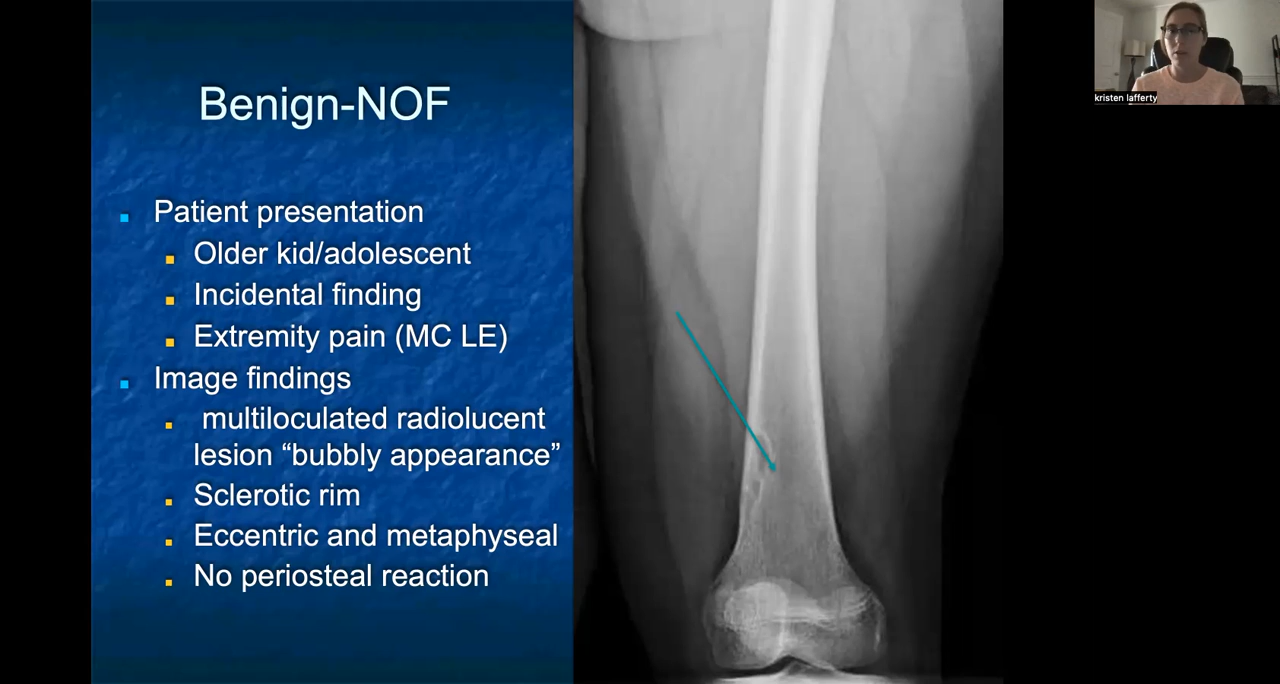 Benign-NOF
Patient presentation
Older kid/adolescent
Incidental finding
Extremity pain (MC LE)
Image findings
multiloculated radiolucent
lesion “bubbly appearance”
Sclerotic rim
Eccentric and metaphyseal
No periosteal reaction
kristen lafferty